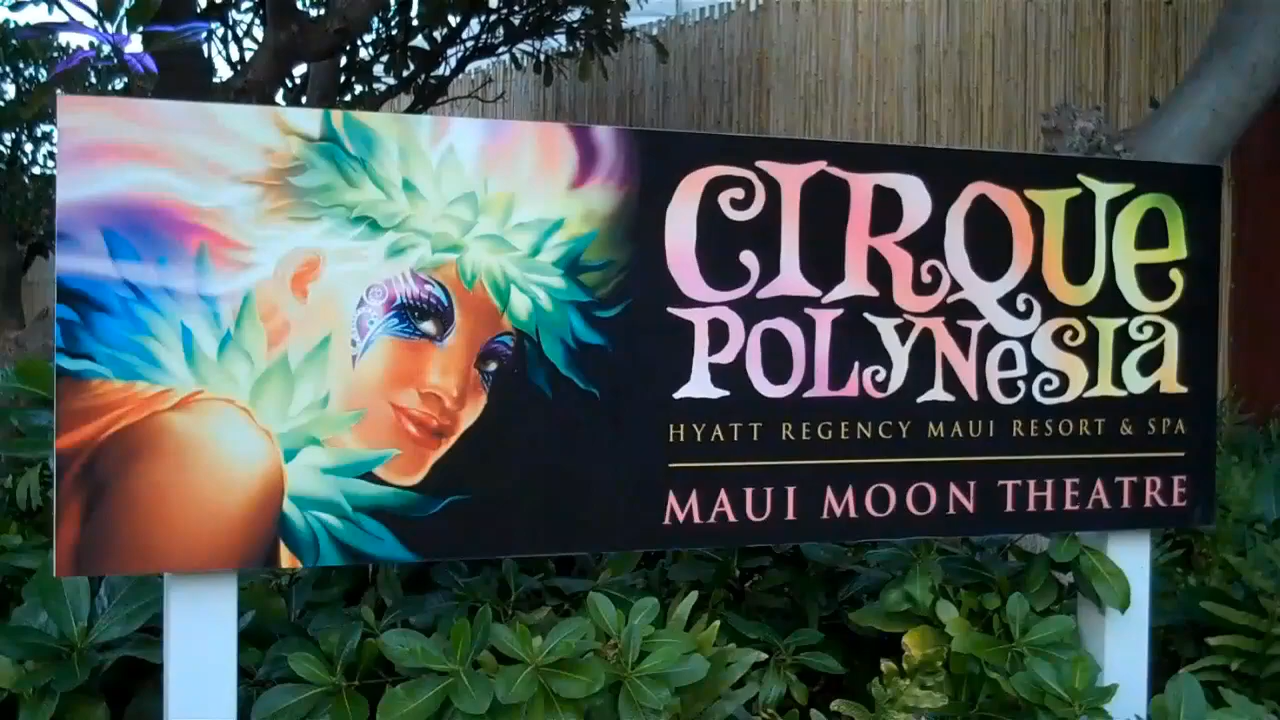 CIRQUe
POLyNeSIa
HYATT REGENCY MAUI RESORT & SPA
MAUI MOON THEATRE